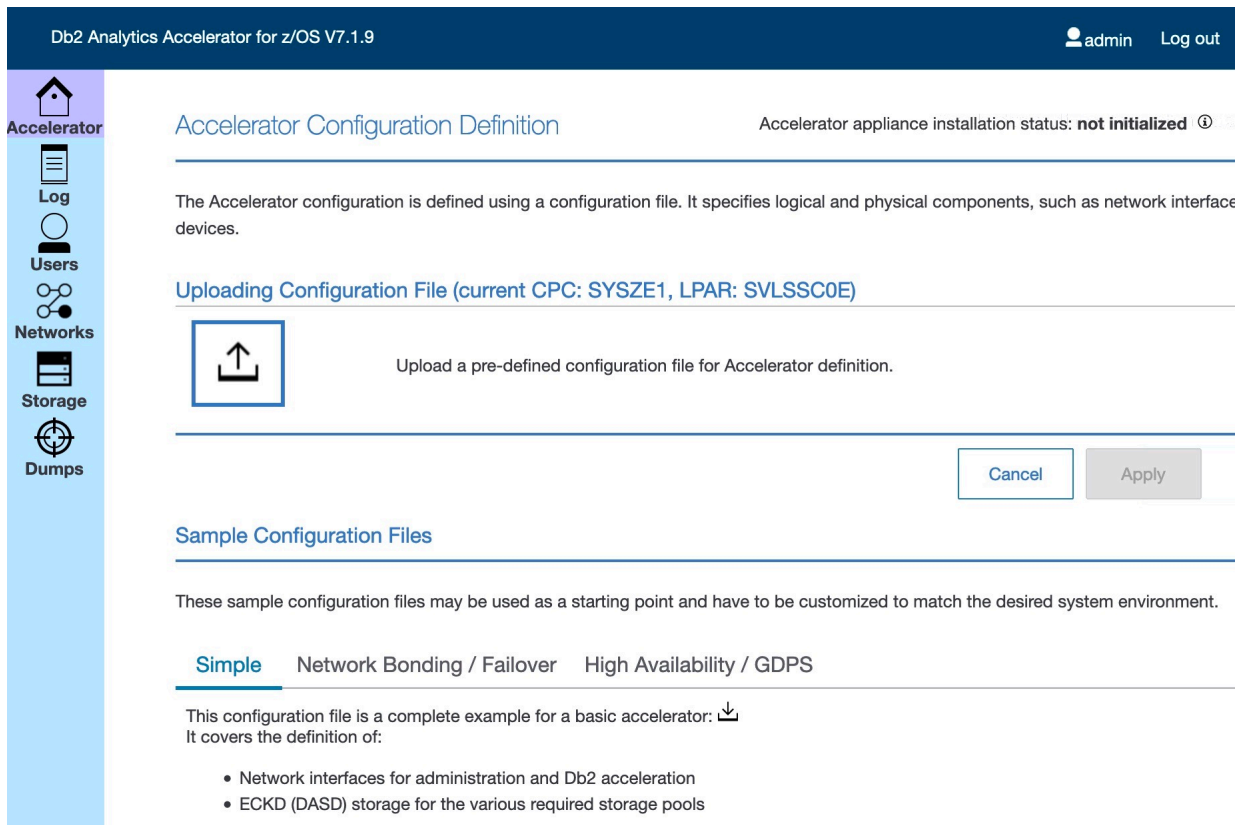 Db2 Analytics Accelerator for z/OS V7.1.9
admin
Log out
Accelerator
Log
Users
Networks
Storage
Dumps
Accelerator Configuration Definition
Accelerator appliance installation status: not initialized
The Accelerator configuration is defined using a configuration file. It specifies logical and physical components, such as network interface
devices.
Uploading Configuration File (current CPC: SYSZE1, LPAR: SVLSSC0E)
Upload a pre-defined configuration file for Accelerator definition.
Cancel
Apply
Sample Configuration Files
These sample configuration files may be used as a starting point and have to be customized to match the desired system environment.
Simple
Network Bonding / Failover
High Availability / GDPS
This configuration file is a complete example for a basic accelerator:
It covers the definition of:
• Network interfaces for administration and Db2 acceleration
• ECKD (DASD) storage for the various required storage pools